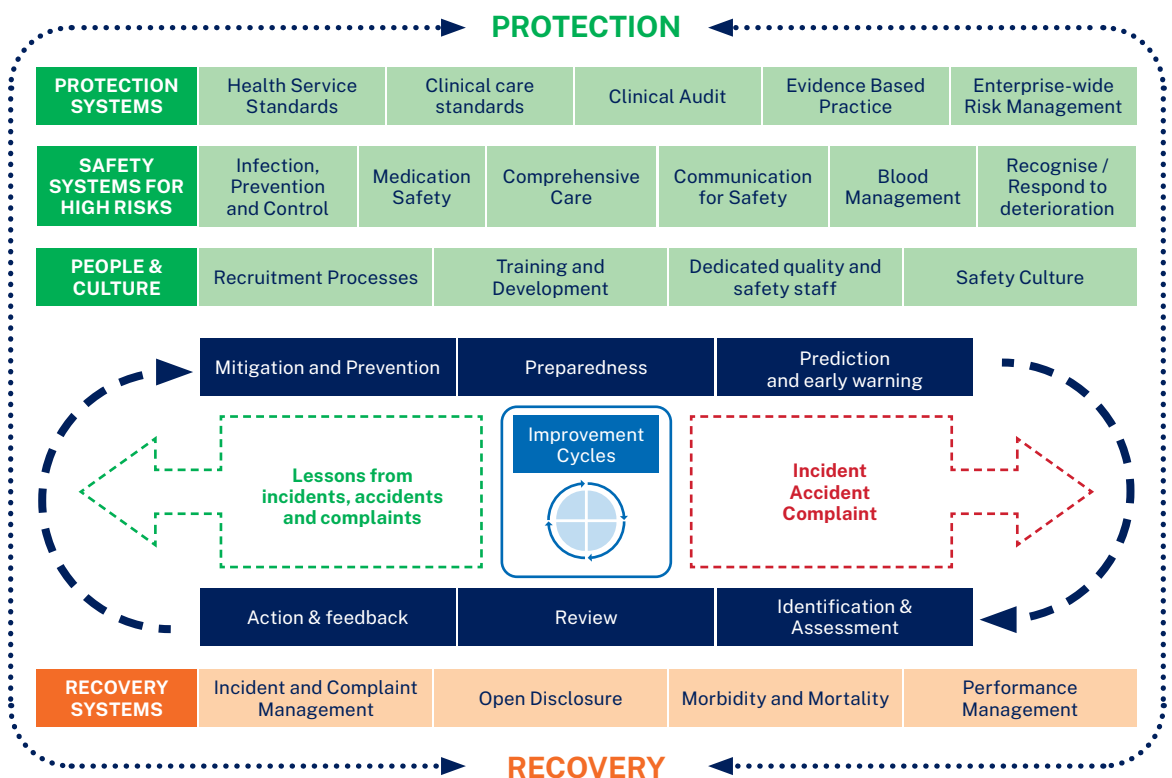 PROTECTION
PROTECTION
SYSTEMS
Health Service
Standards
Clinical care
standards
Clinical Audit
Evidence Based
Practice
Enterprise-wide
Risk Management
SAFETY
SYSTEMS FOR
HIGH RISKS
Infection,
Prevention
and Control
Medication
Safety
Comprehensive
Care
Communication
for Safety
Blood
Management
Recognise /
Respond to
deterioration
PEOPLE &
CULTURE
Recruitment Processes
Training and
Development
Dedicated quality and
safety staff
Safety Culture
Mitigation and Prevention
Preparedness
Prediction
and early warning
Lessons from
incidents, accidents
and complaints
Improvement
Cycles
Incident
Accident
Complaint
Action & feedback
Review
Identification &
Assessment
RECOVERY
SYSTEMS
Incident and Complaint
Management
Open Disclosure
Morbidity and Mortality
Performance
Management
RECOVERY